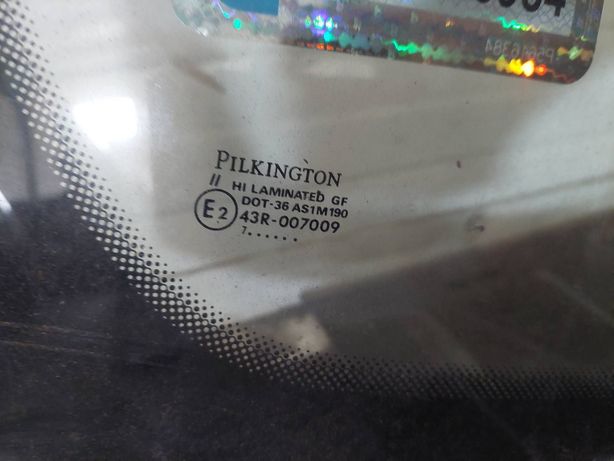 PILKINGTON
II HI LAMINATED GF
DOT-36 AS1M190
E2 43R-007009
7......